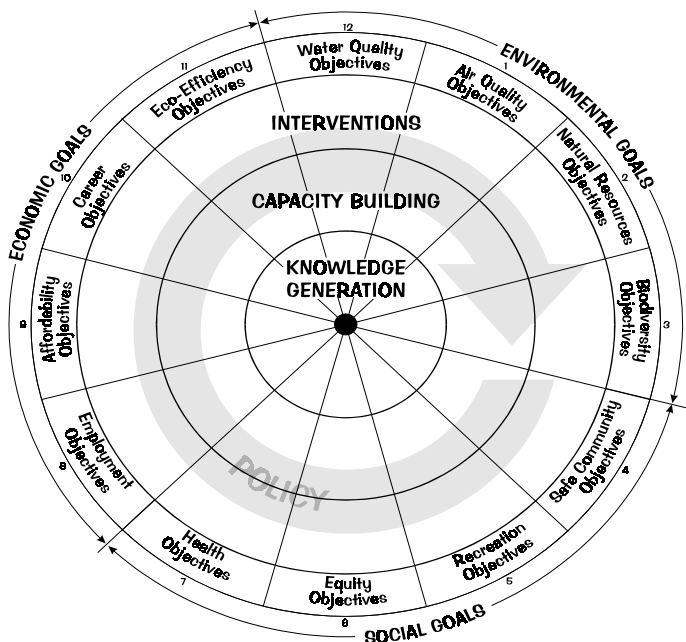 12
Water Quality
Objectives
1
Air Quality
Objectives
ENVIRONMENTAL GOALS
2
Natural Resources
Objectives
3
Biodiversity
Objectives
4
Safe Community
Objectives
5
Recreation
Objectives
SOCIAL GOALS
6
Equity
Objectives
7
Health
Objectives
8
Employment
Objectives
Affordability
Objectives
ECONOMIC GOALS
10
Career
Objectives
11
Eco-Efficiency
Objectives
INTERVENTIONS
CAPACITY BUILDING
KNOWLEDGE
GENERATION
POLICY